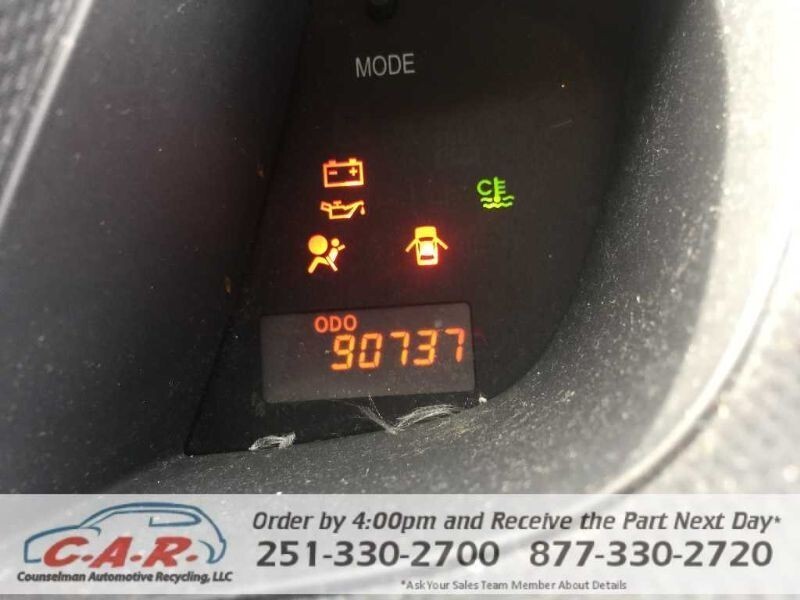 MODE
ODO
90737
C-A-R-
Counselman Automotive Recycling, LLC
Order by 4:00pm and Receive the Part Next Day*
251-330-2700 877-330-2720
*Ask Your Sales Team Member About Details